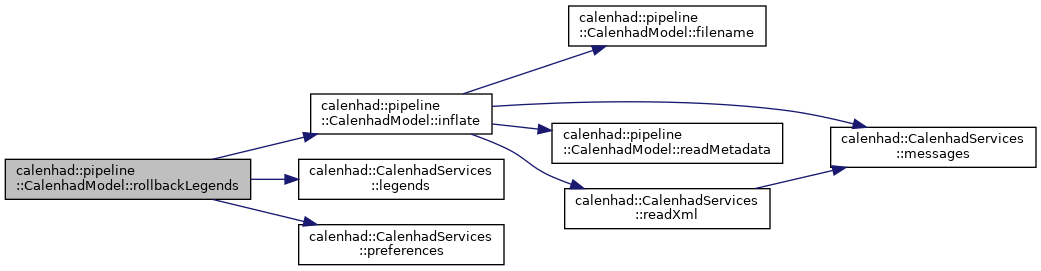 calenhad::pipeline
::CalenhadModel::rollbackLegends
calenhad::pipeline
::CalenhadModel::inflate
calenhad::CalenhadServices
::legends
calenhad::CalenhadServices
::preferences
calenhad::pipeline
::CalenhadModel::filename
calenhad::pipeline
::CalenhadModel::readMetadata
calenhad::CalenhadServices
::readXml
calenhad::CalenhadServices
::messages